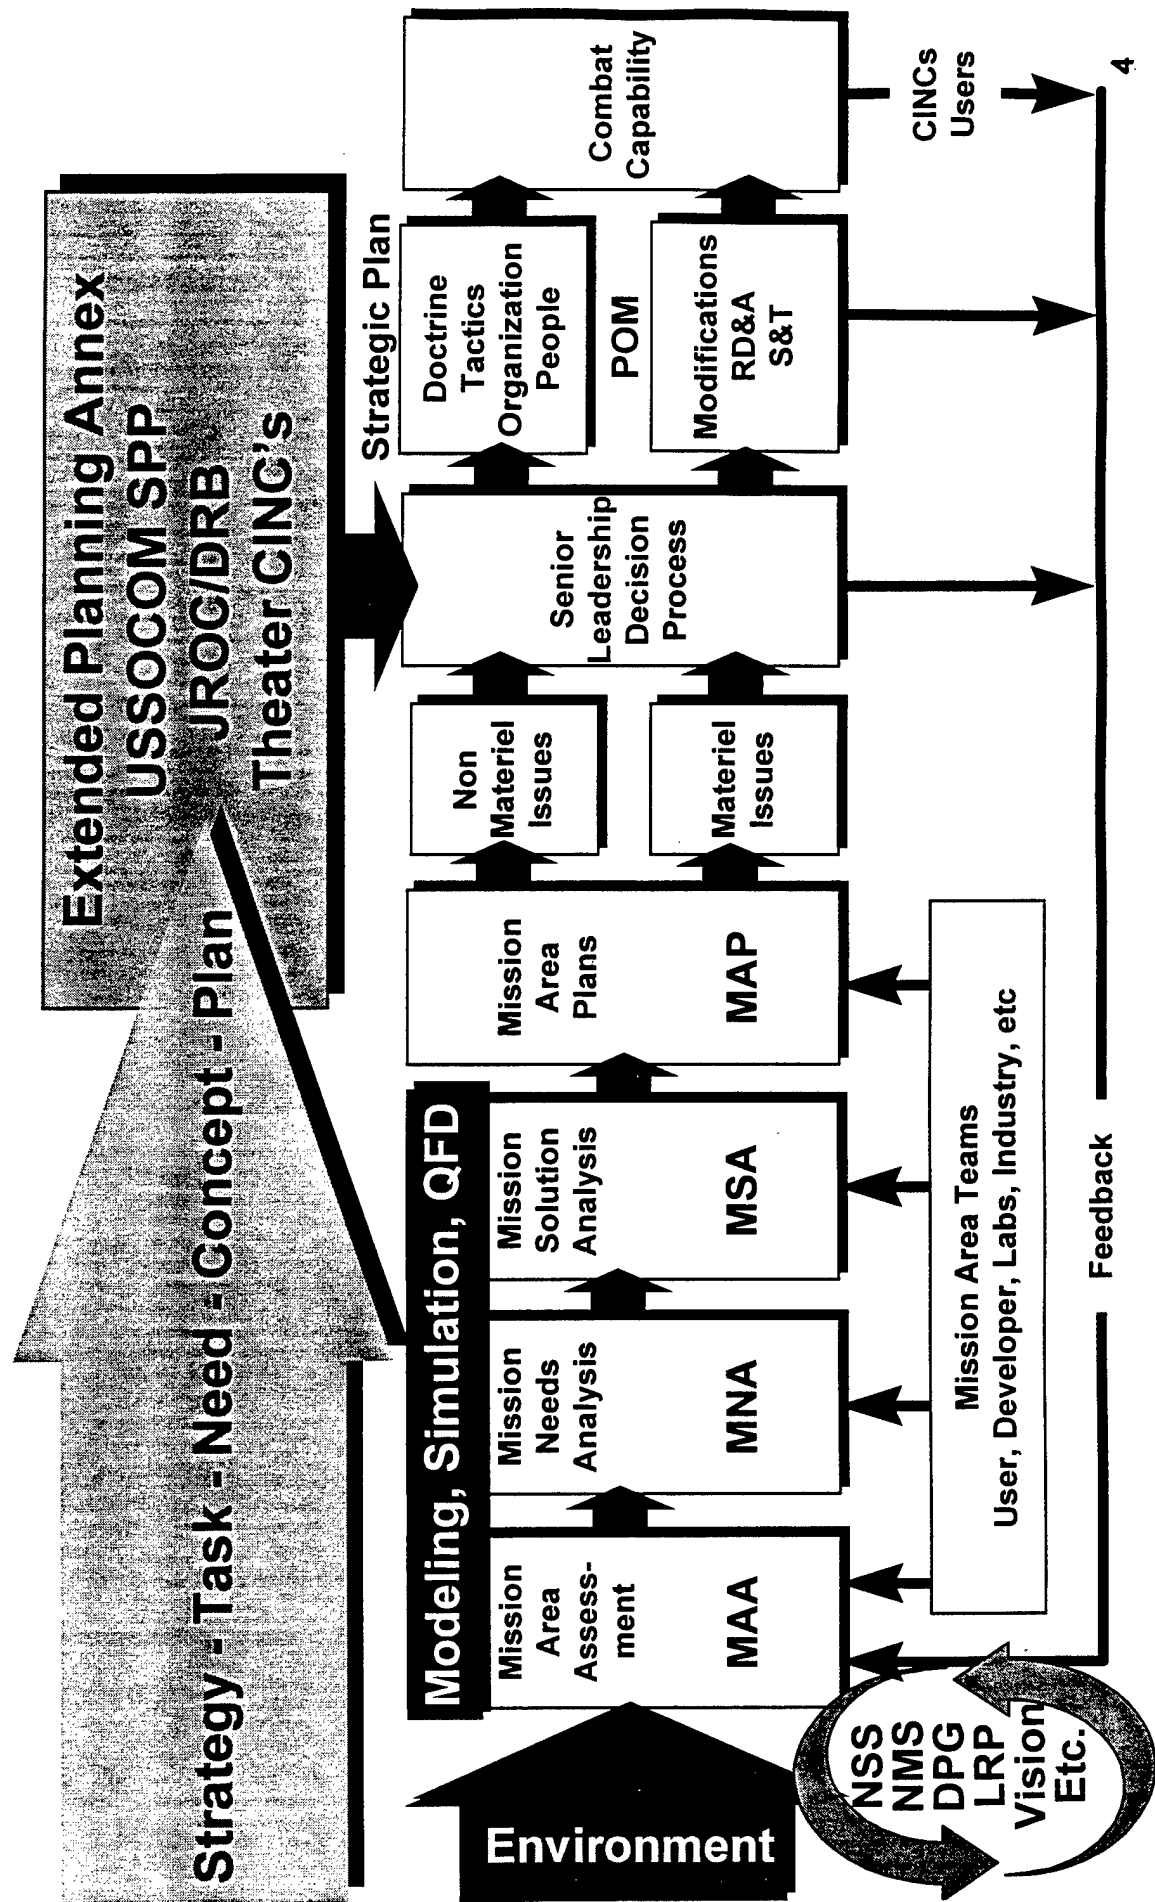 Strategy - Task - Need - Concept - Plan
Extended Planning Annex
USSOCOM SPP
JROC/DRB
Theater CINC's
Environment
NSS
NMS
DPG
LRP
Vision
Etc.
Modeling, Simulation, QFD
Mission
Area
Assess-
ment
MAA
Mission
Needs
Analysis
MNA
Mission
Solution
Analysis
MSA
Mission
Area
Plans
MAP
Non
Materiel
Issues
Materiel
Issues
Senior
Leadership
Decision
Process
Strategic Plan
Doctrine
Tactics
Organization
People
POM
Modifications
RD&A
S&T
Combat
Capability
CINCs
Users
Mission Area Teams
User, Developer, Labs, Industry, etc
Feedback
4